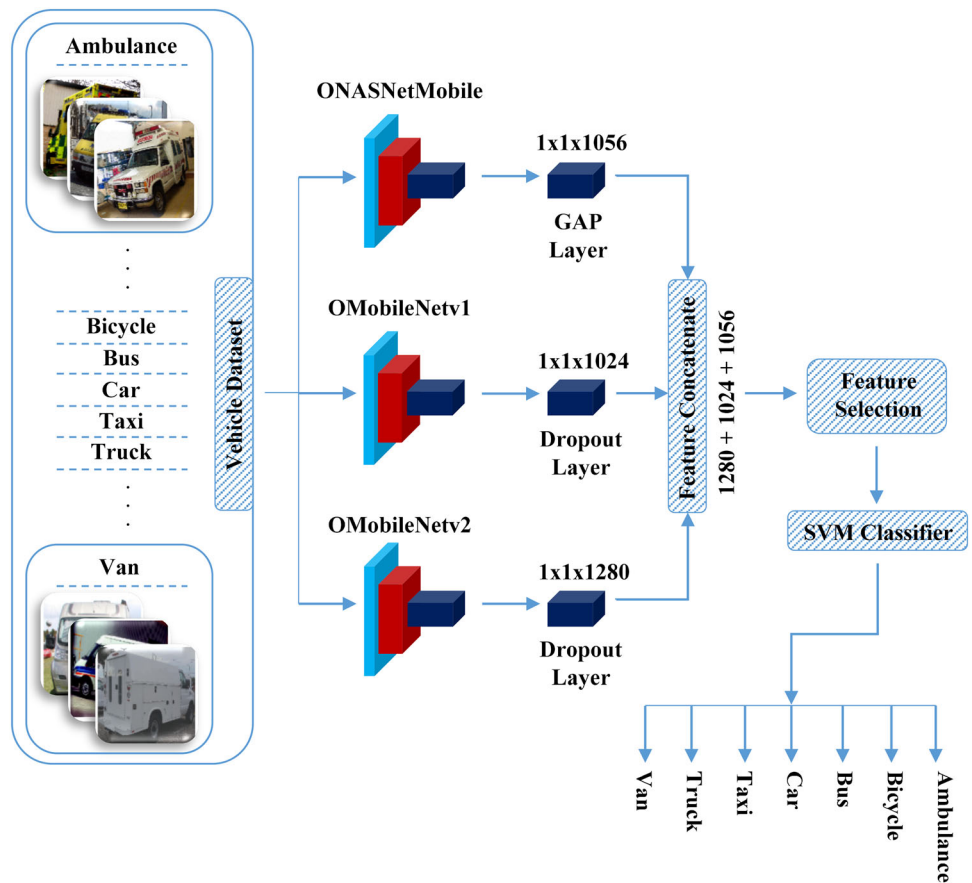 Ambulance
.
.
.
Bicycle
Bus
Car
Taxi
Truck
.
.
.
Van
Vehicle Dataset
ONASNetMobile
1x1x1056
GAP
Layer
OMobileNetv1
1x1x1024
Dropout
Layer
OMobileNetv2
1x1x1280
Dropout
Layer
Feature Concatenate
1280 + 1024 + 1056
Feature
Selection
SVM Classifier
Van
Truck
Taxi
Car
Bus
Bicycle
Ambulance